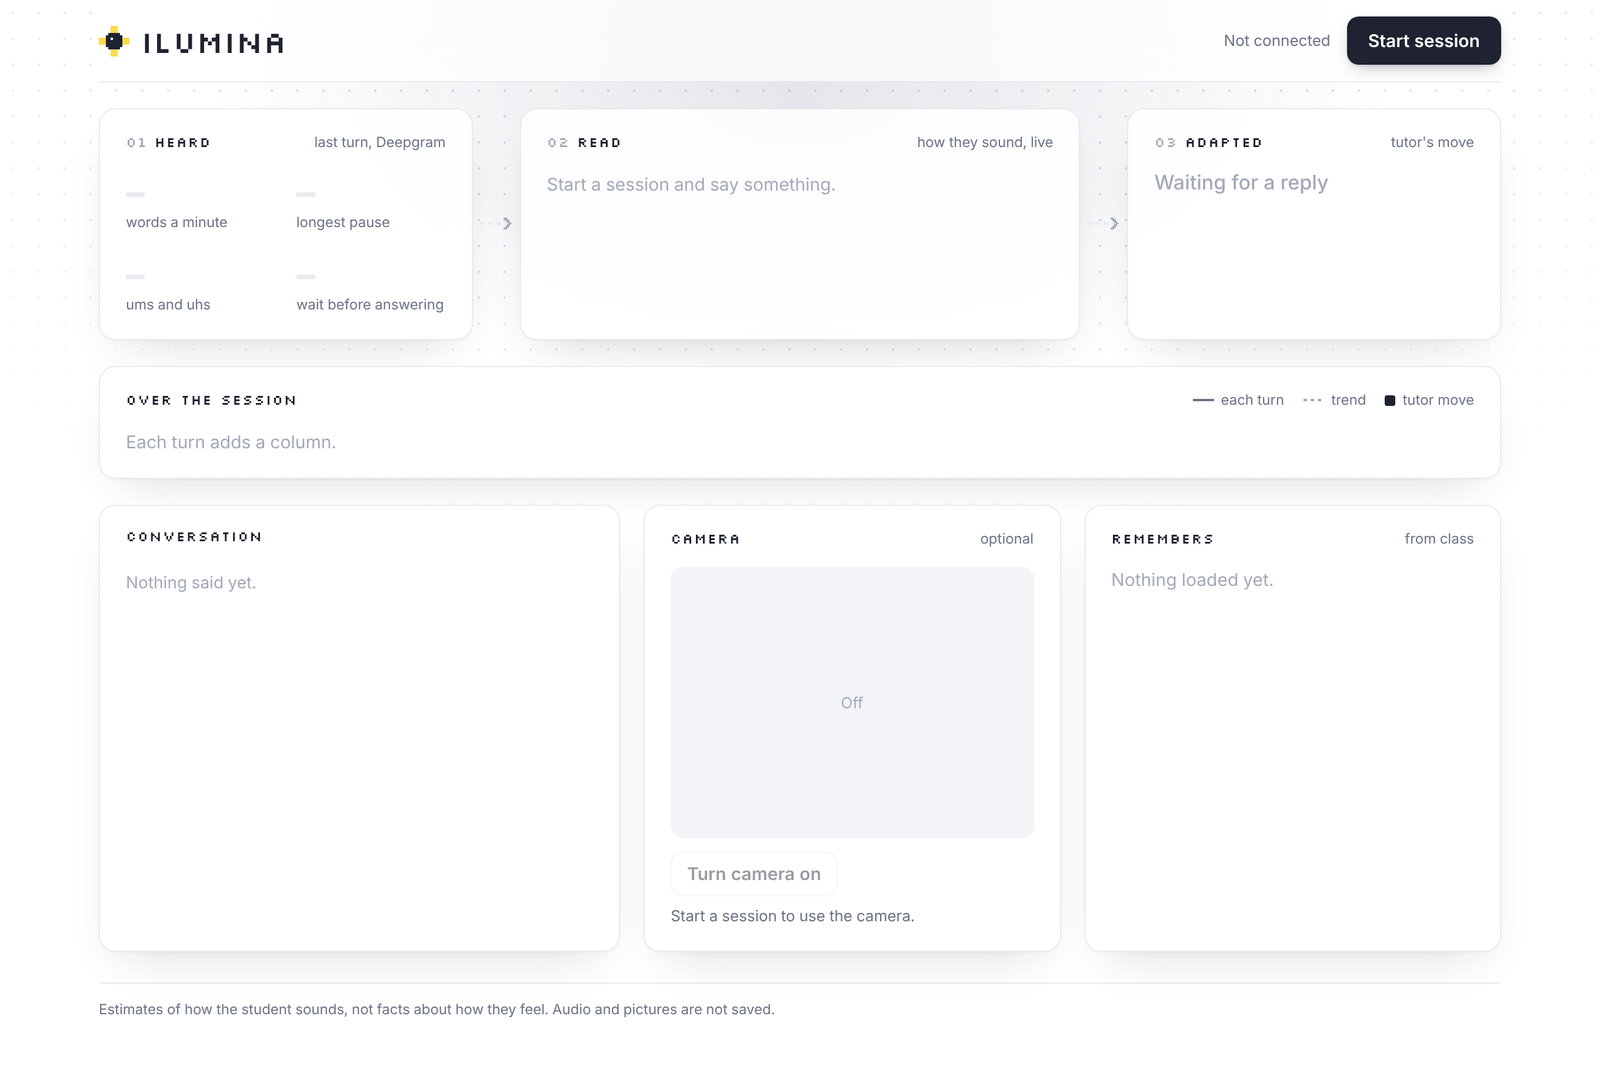 ILUMINA
Not connected
Start session
01 HEARD
last turn, Deepgram
words a minute
longest pause
ums and uhs
wait before answering
02 READ
how they sound, live
Start a session and say something.
03 ADAPTED
tutor's move
Waiting for a reply
OVER THE SESSION
each turn
trend
tutor move
Each turn adds a column.
CONVERSATION
Nothing said yet.
CAMERA
optional
Off
Turn camera on
Start a session to use the camera.
REMEMBERS
from class
Nothing loaded yet.
Estimates of how the student sounds, not facts about how they feel. Audio and pictures are not saved.